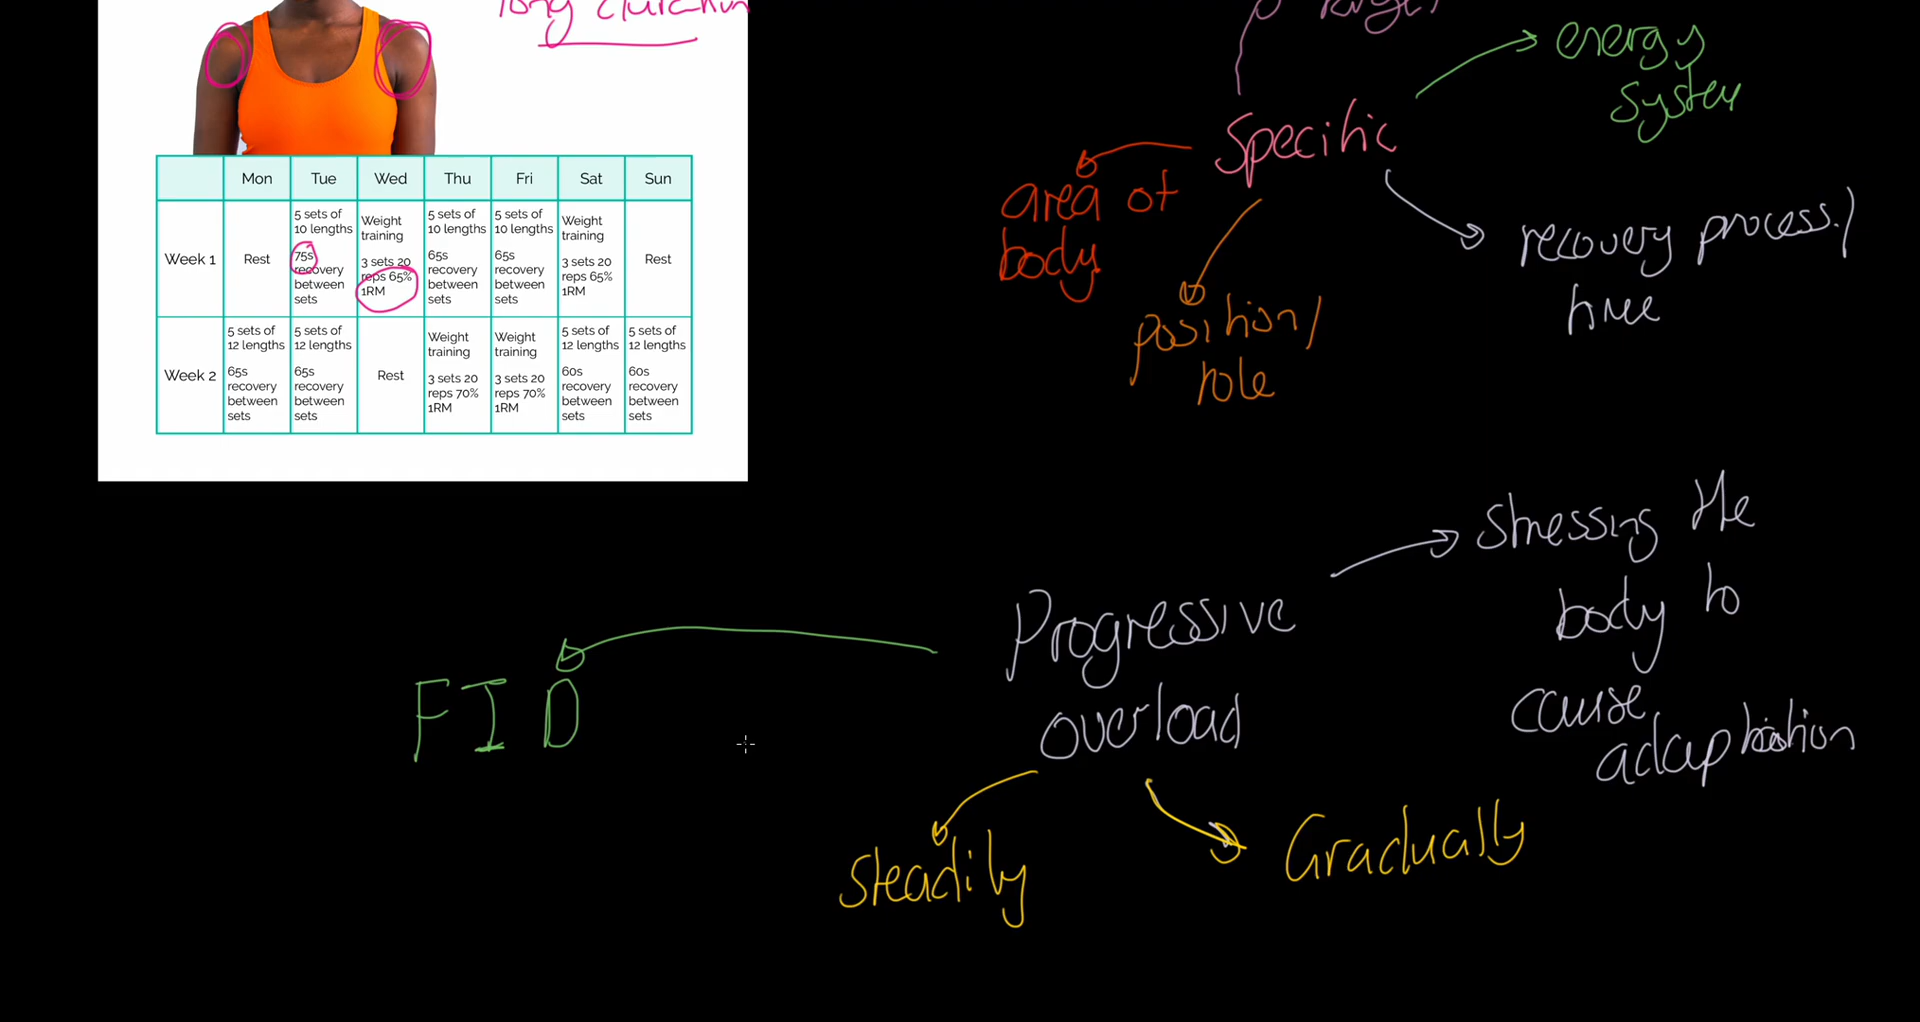 long duration
target
energy
system
Specific
area of
body
position/
role
recovery process/
time
Mon Tue Wed Thu Fri Sat Sun
Week 1
Rest
5 sets of
10 lengths
75s
recovery
between
sets
Weight
training
3 sets 20
reps 65%
1RM
5 sets of
10 lengths
65s
recovery
between
sets
5 sets of
10 lengths
65s
recovery
between
sets
Weight
training
3 sets 20
reps 65%
1RM
Rest
Week 2
5 sets of
12 lengths
65s
recovery
between
sets
5 sets of
12 lengths
65s
recovery
between
sets
Rest
Weight
training
3 sets 20
reps 70%
1RM
Weight
training
3 sets 20
reps 70%
1RM
5 sets of
12 lengths
60s
recovery
between
sets
5 sets of
12 lengths
60s
recovery
between
sets
Progressive
overload
stressing the
body to
cause
F I D
Steadily
Gradually